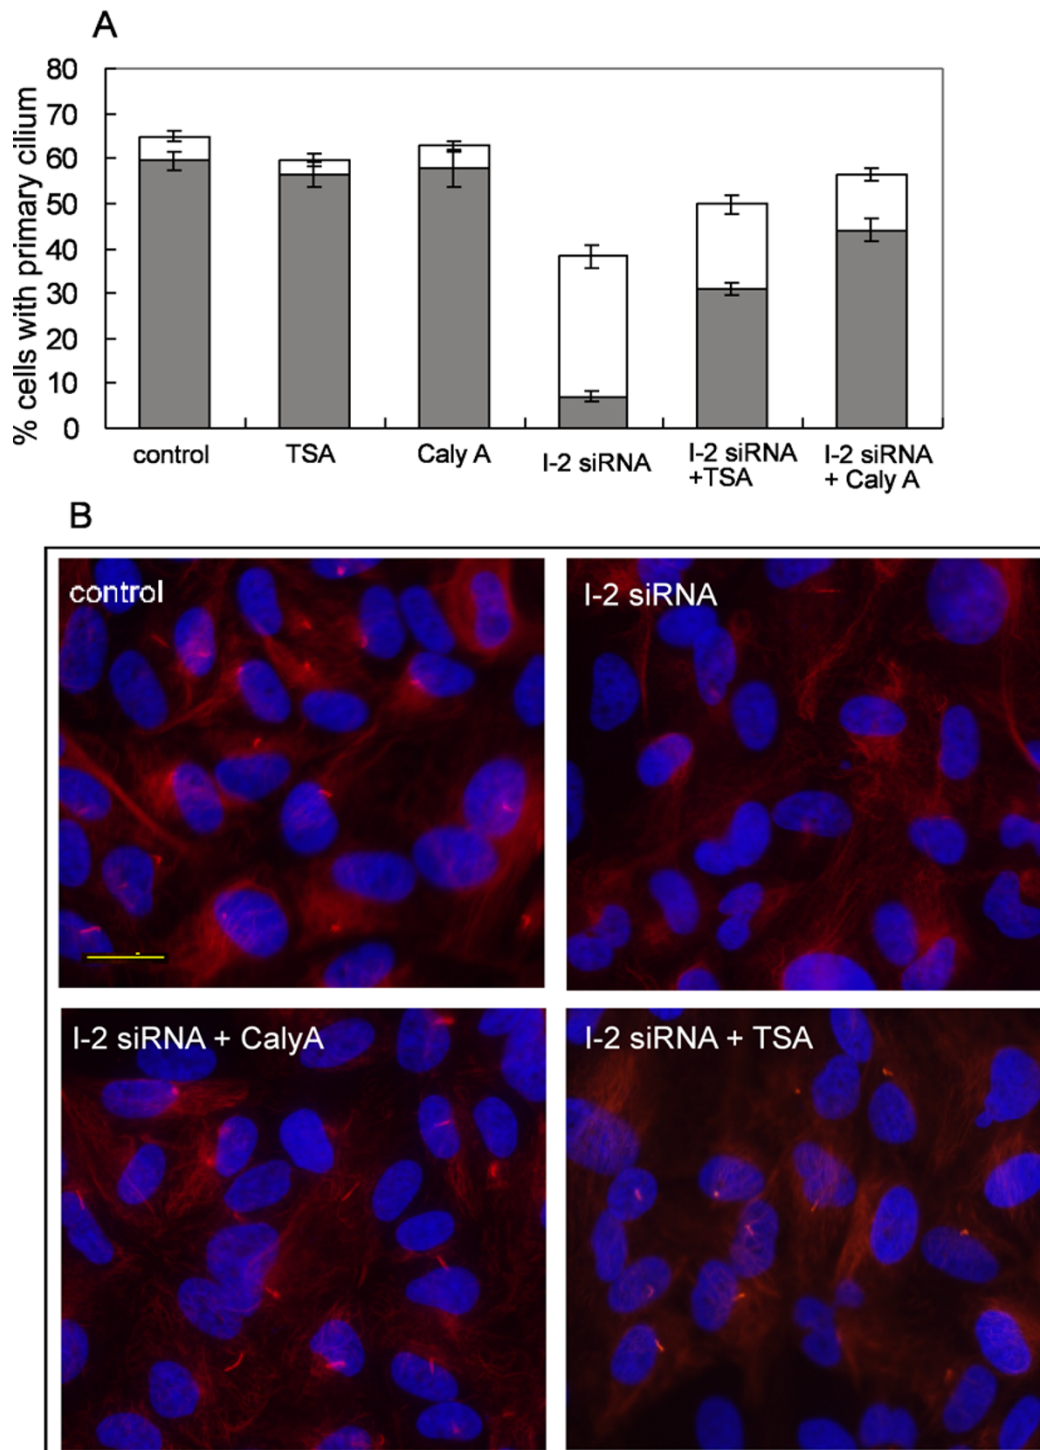 A
80
70
60
50
40
30
20
10
0
% cells with primary cilium
control
TSA
Caly A
I-2 siRNA
I-2 siRNA
+TSA
I-2 siRNA
+ Caly A
B
control
I-2 siRNA
I-2 siRNA + CalyA
I-2 siRNA + TSA